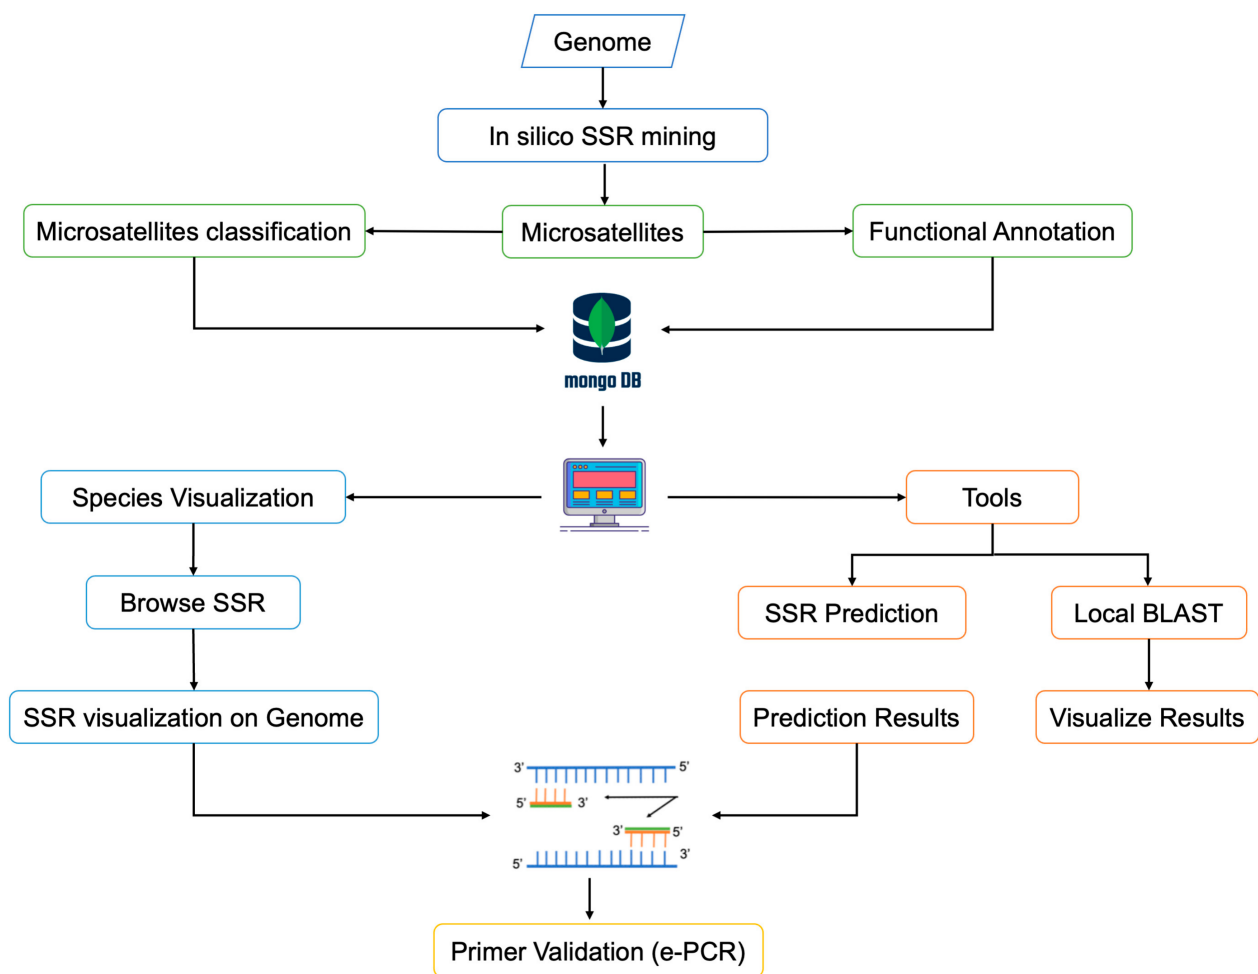 Genome
In silico SSR mining
Microsatellites classification
Microsatellites
Functional Annotation
mongo DB
Species Visualization
Tools
Browse SSR
SSR Prediction
Local BLAST
SSR visualization on Genome
Prediction Results
Visualize Results
3’ 5’
5’ 3’
3’ 5’
5’ 3’
Primer Validation (e-PCR)